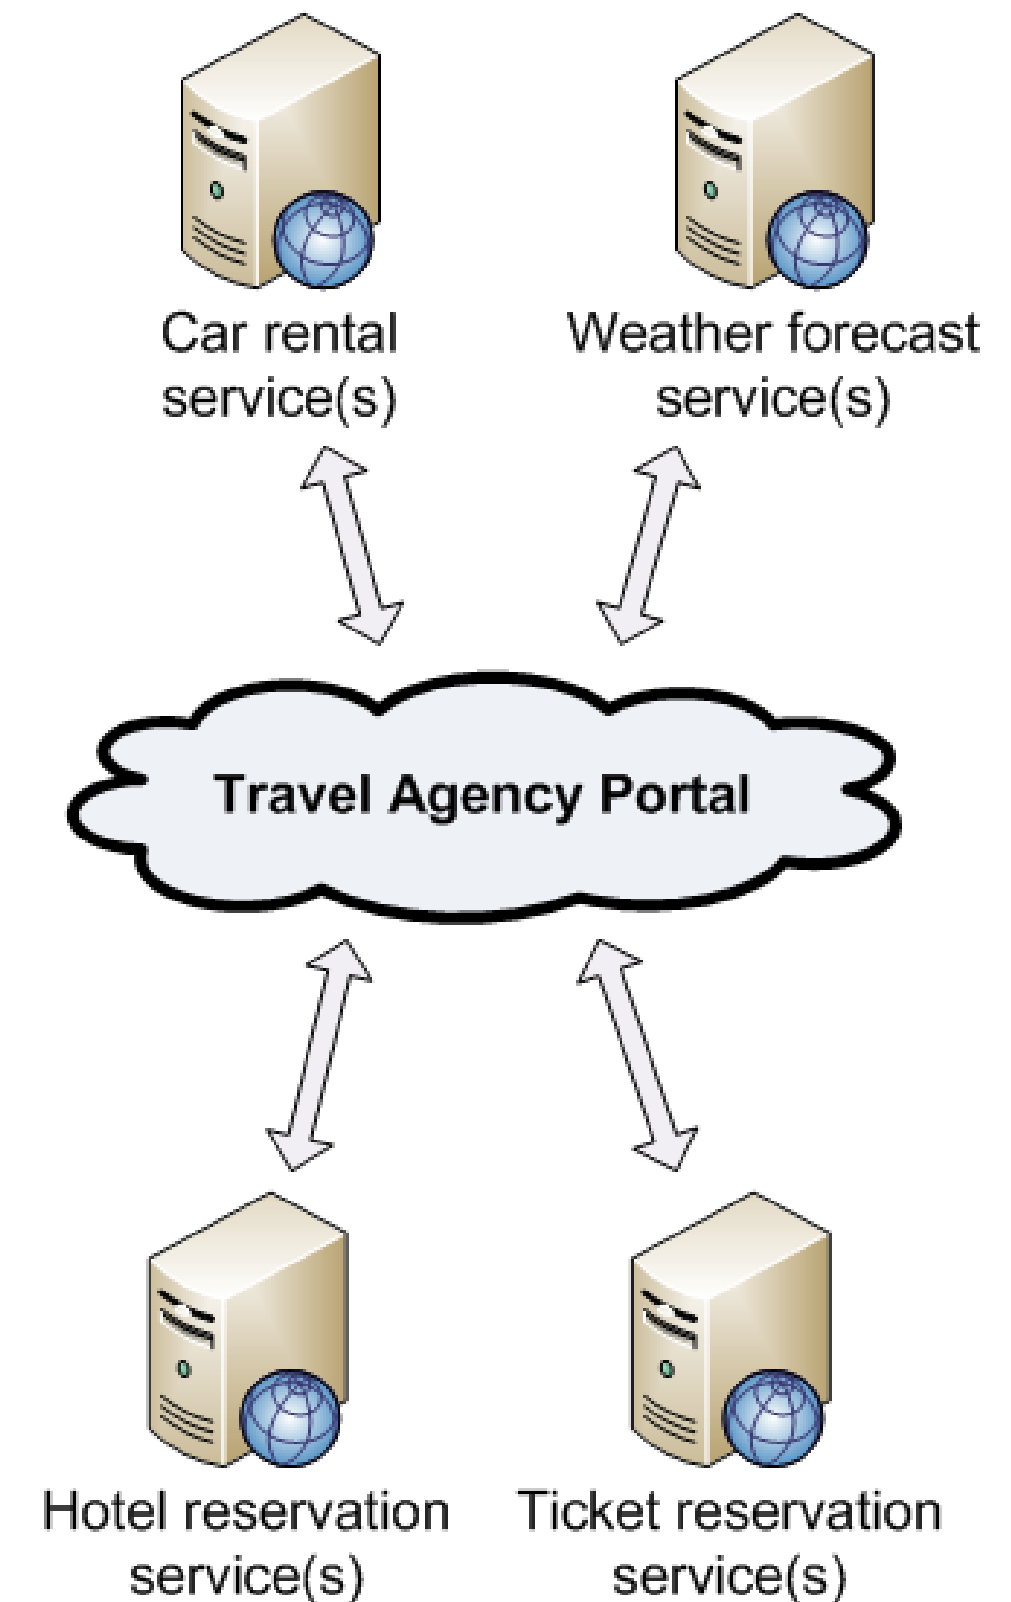 Car rental
service(s)
Weather forecast
service(s)
Travel Agency Portal
Hotel reservation
service(s)
Ticket reservation
service(s)